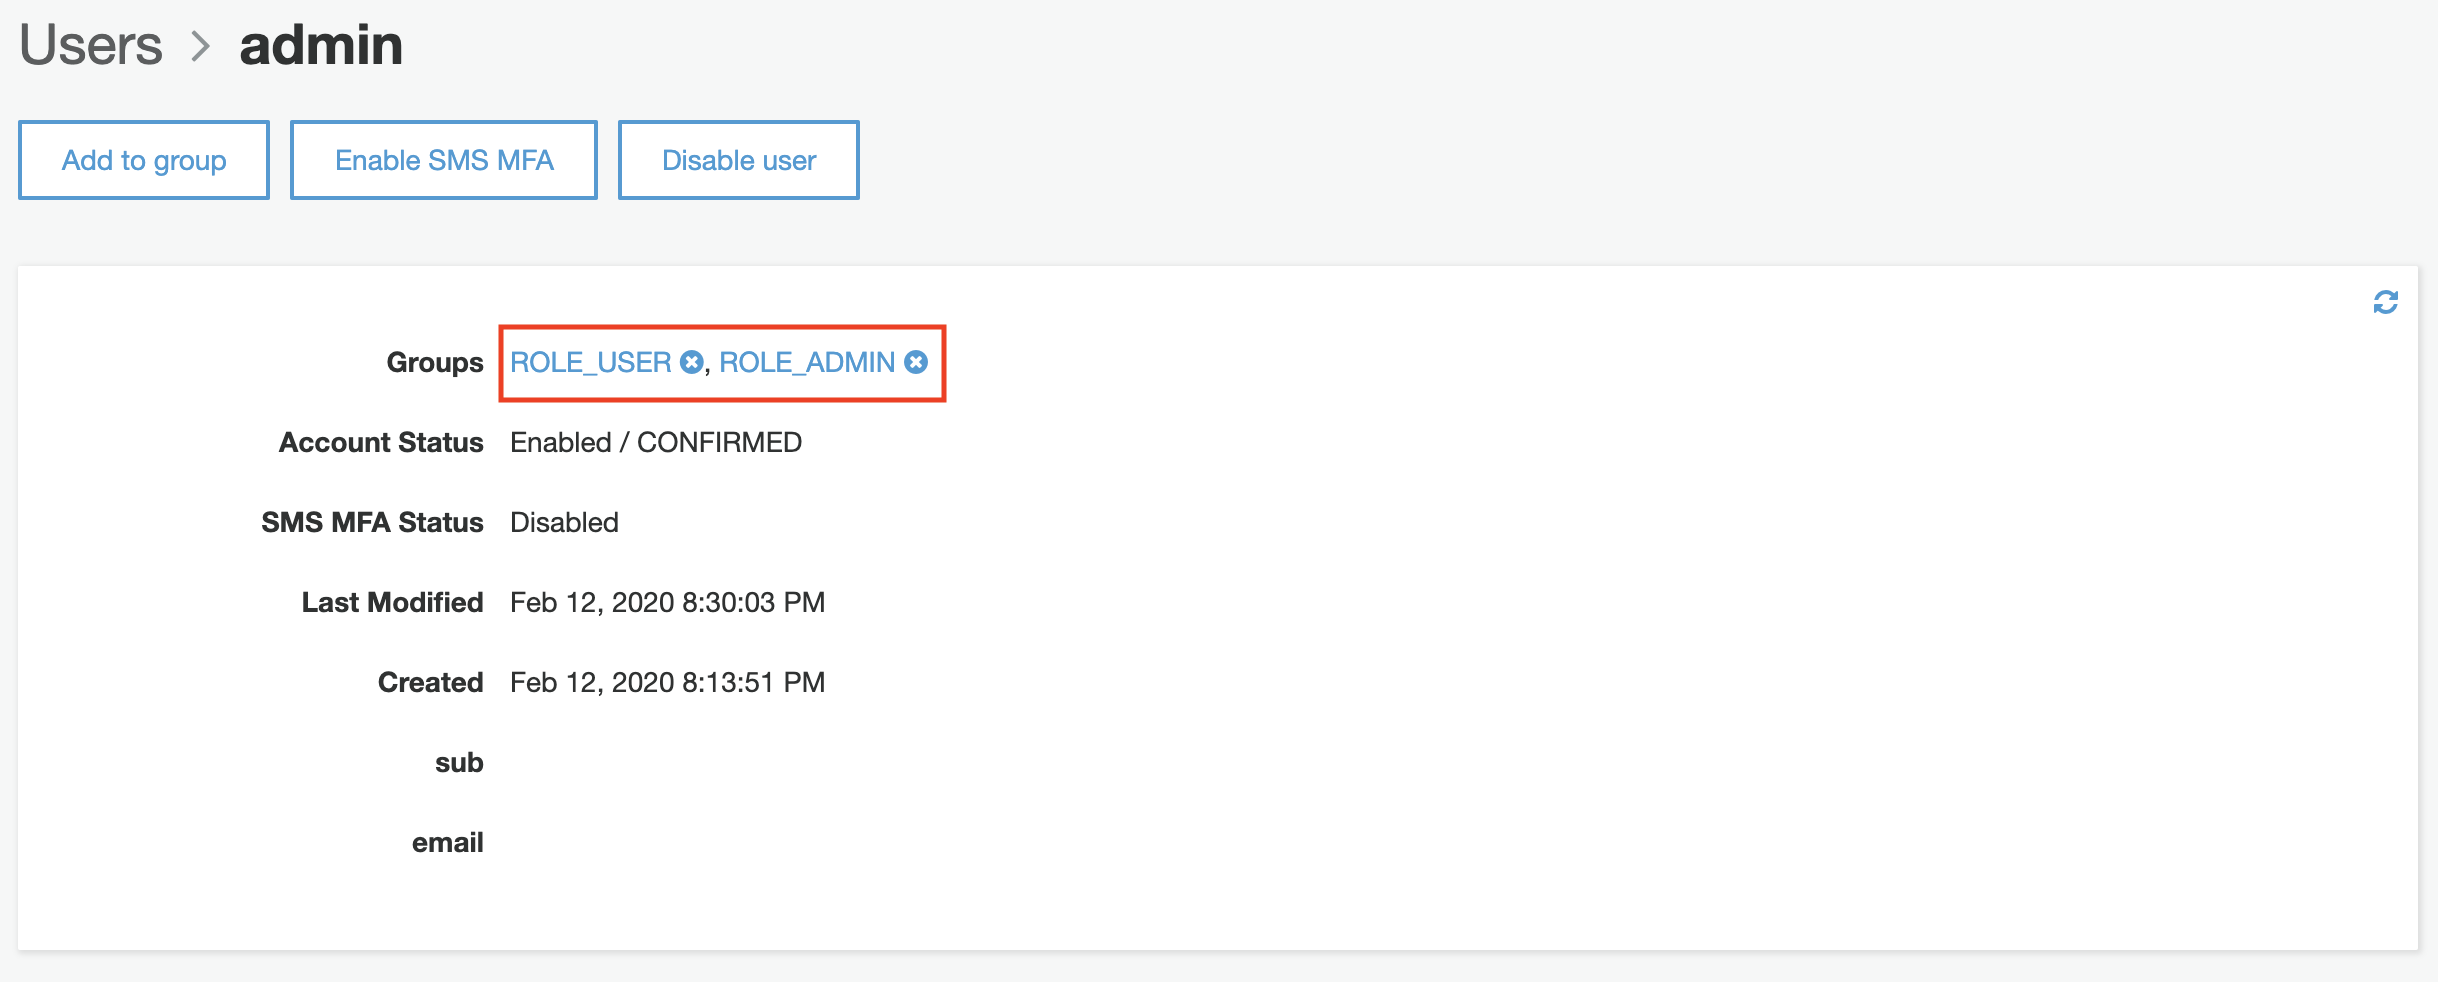 Users > admin
Add to group Enable SMS MFA Disable user
Groups ROLE_USER , ROLE_ADMIN
Account Status Enabled / CONFIRMED
SMS MFA Status Disabled
Last Modified Feb 12, 2020 8:30:03 PM
Created Feb 12, 2020 8:13:51 PM
sub
email